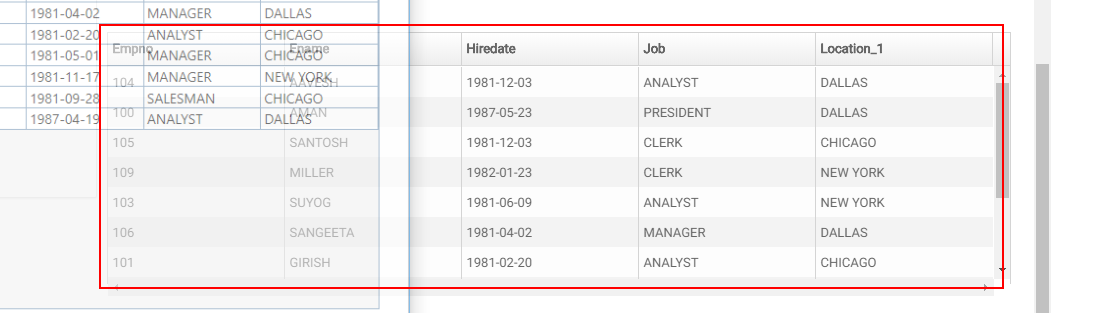 1981-04-02 MANAGER DALLAS
1981-02-20 ANALYST CHICAGO
1981-05-01 MANAGER CHICAGO
1981-11-17 MANAGER NEW YORK
1981-09-28 SALESMAN CHICAGO
1987-04-19 ANALYST DALLAS
Empno Ename Hiredate Job Location_1
104 AAYESH 1981-12-03 ANALYST DALLAS
100 AMAN 1987-05-23 PRESIDENT DALLAS
105 SANTOSH 1981-12-03 CLERK CHICAGO
109 MILLER 1982-01-23 CLERK NEW YORK
103 SUYOG 1981-06-09 ANALYST NEW YORK
106 SANGEETA 1981-04-02 MANAGER DALLAS
101 GIRISH 1981-02-20 ANALYST CHICAGO